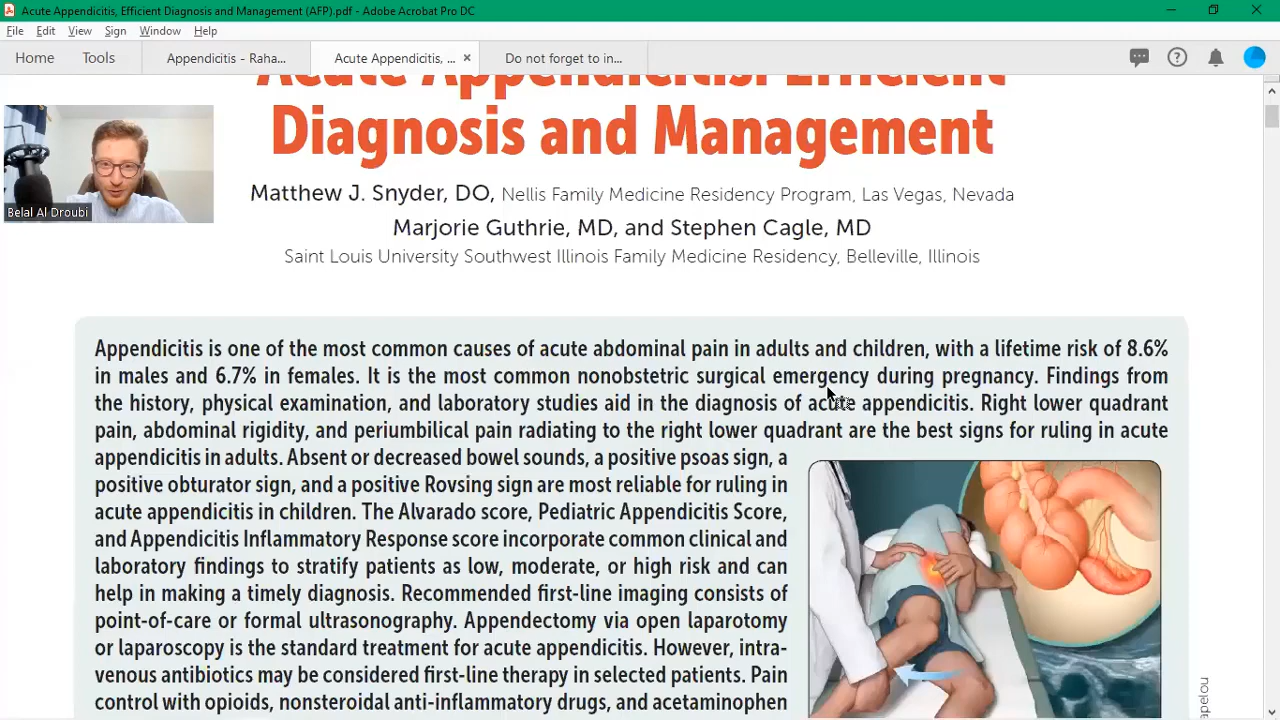 Acute Appendicitis, Efficient Diagnosis and Management (AFP).pdf - Adobe Acrobat Pro DC
File Edit View Sign Window Help
Home Tools Appendicitis - Raha... Acute Appendicitis, ... × Do not forget to in...
Acute Appendicitis: Efficient
Diagnosis and Management
Matthew J. Snyder, DO, Nellis Family Medicine Residency Program, Las Vegas, Nevada
Marjorie Guthrie, MD, and Stephen Cagle, MD
Saint Louis University Southwest Illinois Family Medicine Residency, Belleville, Illinois
Belal Al Droubi
Appendicitis is one of the most common causes of acute abdominal pain in adults and children, with a lifetime risk of 8.6%
in males and 6.7% in females. It is the most common nonobstetric surgical emergency during pregnancy. Findings from
the history, physical examination, and laboratory studies aid in the diagnosis of acute appendicitis. Right lower quadrant
pain, abdominal rigidity, and periumbilical pain radiating to the right lower quadrant are the best signs for ruling in acute
appendicitis in adults. Absent or decreased bowel sounds, a positive psoas sign, a
positive obturator sign, and a positive Rovsing sign are most reliable for ruling in
acute appendicitis in children. The Alvarado score, Pediatric Appendicitis Score,
and Appendicitis Inflammatory Response score incorporate common clinical and
laboratory findings to stratify patients as low, moderate, or high risk and can
help in making a timely diagnosis. Recommended first-line imaging consists of
point-of-care or formal ultrasonography. Appendectomy via open laparotomy
or laparoscopy is the standard treatment for acute appendicitis. However, intra-
venous antibiotics may be considered first-line therapy in selected patients. Pain
control with opioids, nonsteroidal anti-inflammatory drugs, and acetaminophen